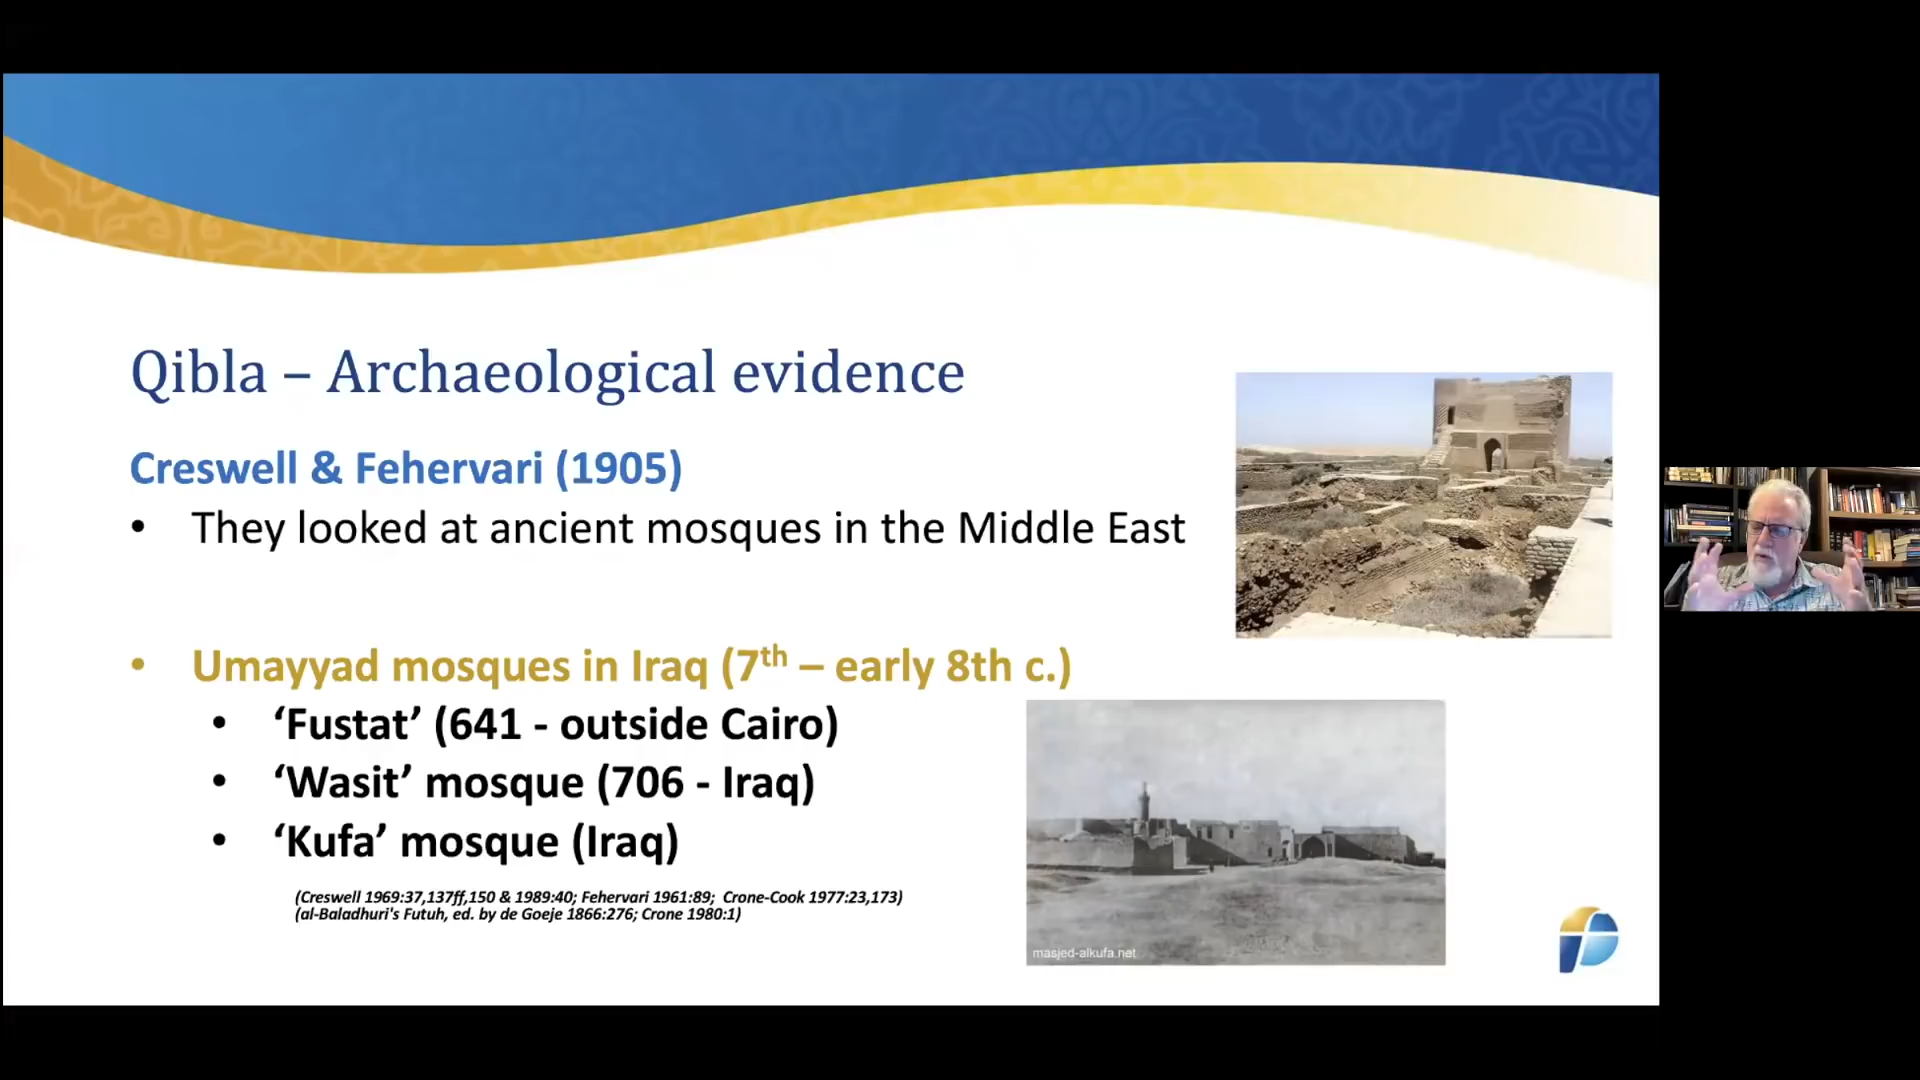 Qibla – Archaeological evidence
Creswell & Fehervari (1905)
• They looked at ancient mosques in the Middle East
• Umayyad mosques in Iraq (7th – early 8th c.)
• ‘Fustat’ (641 - outside Cairo)
• ‘Wasit’ mosque (706 - Iraq)
• ‘Kufa’ mosque (Iraq)
(Creswell 1969:37,137ff,150 & 1989:40; Fehervari 1961:89; Crone-Cook 1977:23,173)
(al-Baladhuri's Futuh, ed. by de Goeje 1866:276; Crone 1980:1)
masjed-alkufa.net